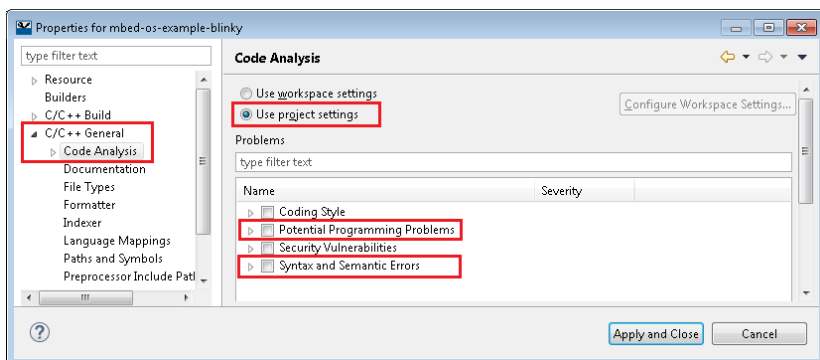 Properties for mbed-os-example-blinky
type filter text
Resource
Builders
C/C++ Build
C/C++ General
Code Analysis
Documentation
File Types
Formatter
Indexer
Language Mappings
Paths and Symbols
Preprocessor Include Patl
Code Analysis
Use workspace settings
Use project settings
Configure Workspace Settings...
Problems
type filter text
Name Severity
Coding Style
Potential Programming Problems
Security Vulnerabilities
Syntax and Semantic Errors
Apply and Close Cancel